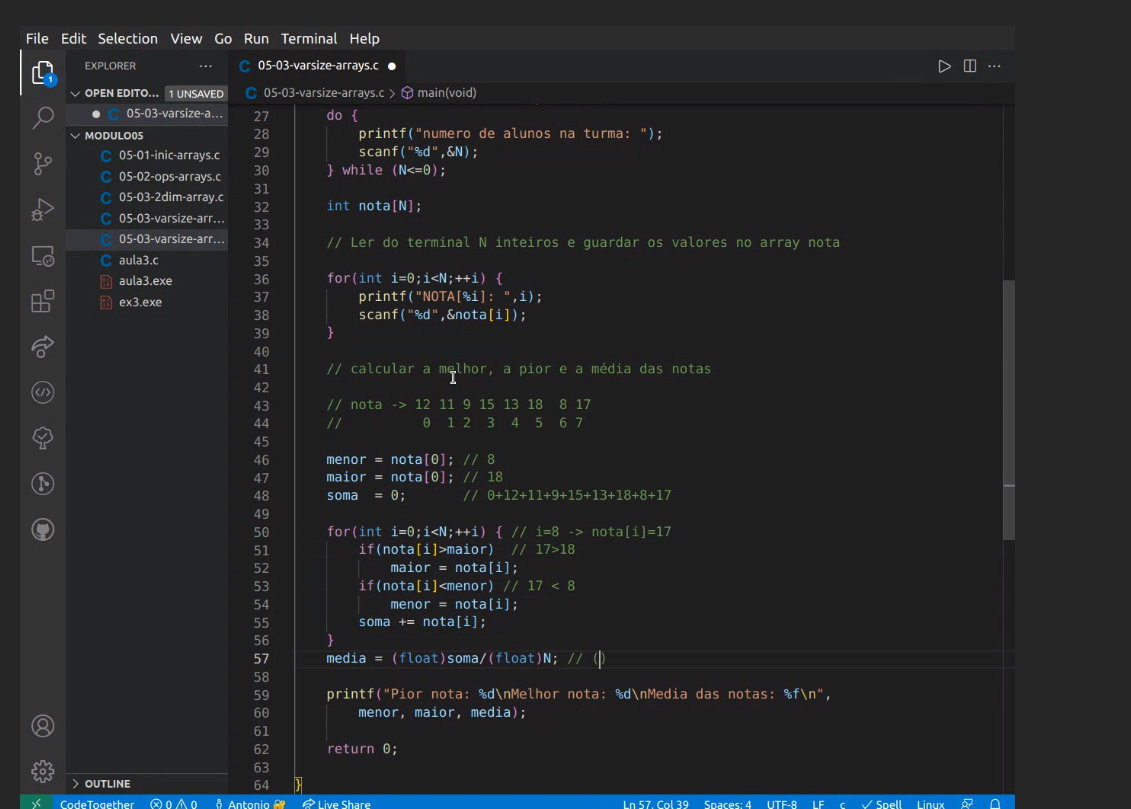 File Edit Selection View Go Run Terminal Help
EXPLORER ...
05-03-varsize-arrays.c
OPEN EDITO... 1 UNSAVED
05-03-varsize-a...
MODULO05
05-01-inic-arrays.c
05-02-ops-arrays.c
05-03-2dim-array.c
05-03-varsize-arr...
05-03-varsize-arr...
aula3.c
aula3.exe
ex3.exe
OUTLINE
1
05-03-varsize-arrays.c > main(void)
27 do {
28 printf("numero de alunos na turma: ");
29 scanf("%d",&N);
30 } while (N<=0);
31
32 int nota[N];
33
34 // Ler do terminal N inteiros e guardar os valores no array nota
35
36 for(int i=0;i<N;++i) {
37 printf("NOTA[%i]: ",i);
38 scanf("%d",&nota[i]);
39 }
40
41 // calcular a melhor, a pior e a média das notas
42
43 // nota -> 12 11 9 15 13 18 8 17
44 // 0 1 2 3 4 5 6 7
45
46 menor = nota[0]; // 8
47 maior = nota[0]; // 18
48 soma = 0; // 0+12+11+9+15+13+18+8+17
49
50 for(int i=0;i<N;++i) { // i=8 -> nota[i]=17
51 if(nota[i]>maior) // 17>18
52 maior = nota[i];
53 if(nota[i]<menor) // 17 < 8
54 menor = nota[i];
55 soma += nota[i];
56 }
57 media = (float)soma/(float)N; // ()
58
59 printf("Pior nota: %d\nMelhor nota: %d\nMedia das notas: %f\n",
60 menor, maior, media);
61
62 return 0;
63
64 }
CodeTogether 0 0 Antonio Live Share Ln 57, Col 39 Spaces: 4 UTF-8 LF c Spell Linux